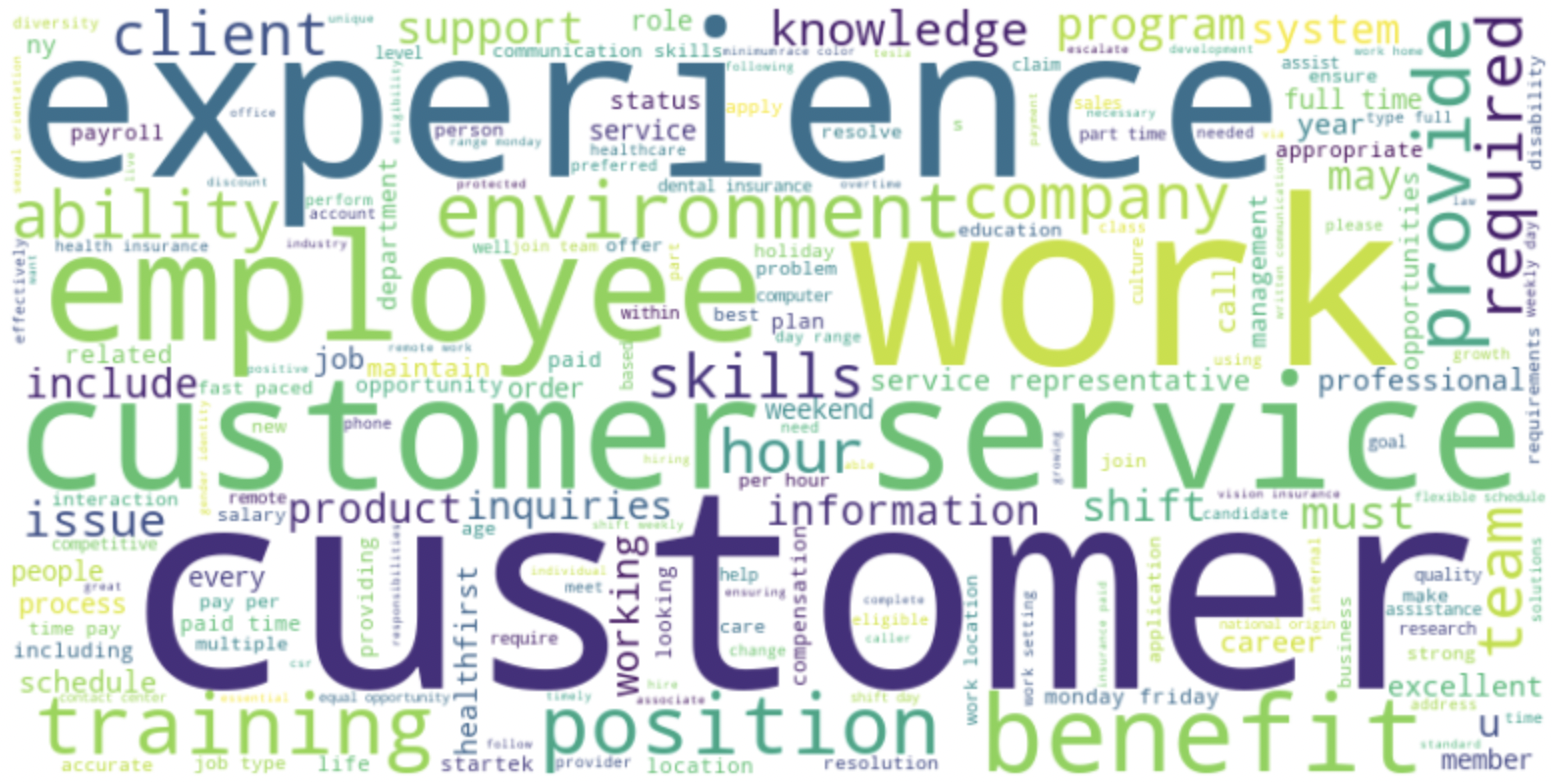 diversity
unique
ny
client
support
role
knowledge
program
system
level
communication skills
minimum
race color
tesla
escalate
development
work home
following
claim
assist
ensure
experience
provide
required
disability
sexual orientation
office
eligibility
payroll
person
range monday
status
service
healthcare
preferred
apply
resolve
s
payment
sales
necessary
part time
needed
via
full time
year
type full
appropriate
live
discount
protected
dental insurance
overtime
may
law
ability
perform
account
department
environment
company
education
class
please
opportunities
health insurance
industry
well
join team
offer
part
holiday
problem
computer
culture
call
management
written communication
weekly day
effectively
want
employee
within
best
plan
day range
work
using
growth
related
positive
job
remote work
maintain
paid
based
skills
service representative
professional
requirements
include
fast paced
opportunity
order
weekend
need
customer service
gender identity
new
phone
hiring
hour
able
per hour
growing
join
goal
interaction
remote
salary
product
inquiries
age
shift weekly
information
shift
vision insurance
candidate
must
flexible schedule
issue
competitive
people
great
every
process
pay per
time pay
paid time
multiple
including
csr
providing
responsibilities
healthfirst
customer
individual
meet
require
working
looking
help
ensuring
care
change
compensation
complete
eligible
caller
work location
work setting
insurance paid
application
national origin
career
internal
business
quality
make
assistance
research
strong
team
solutions
schedule
contact center
essential
equal opportunity
timely
hire
associate
shift day
monday friday
excellent
address
training
follow
position
benefit
u
time
standard
member
accurate
job type
life
startek
provider
location
resolution